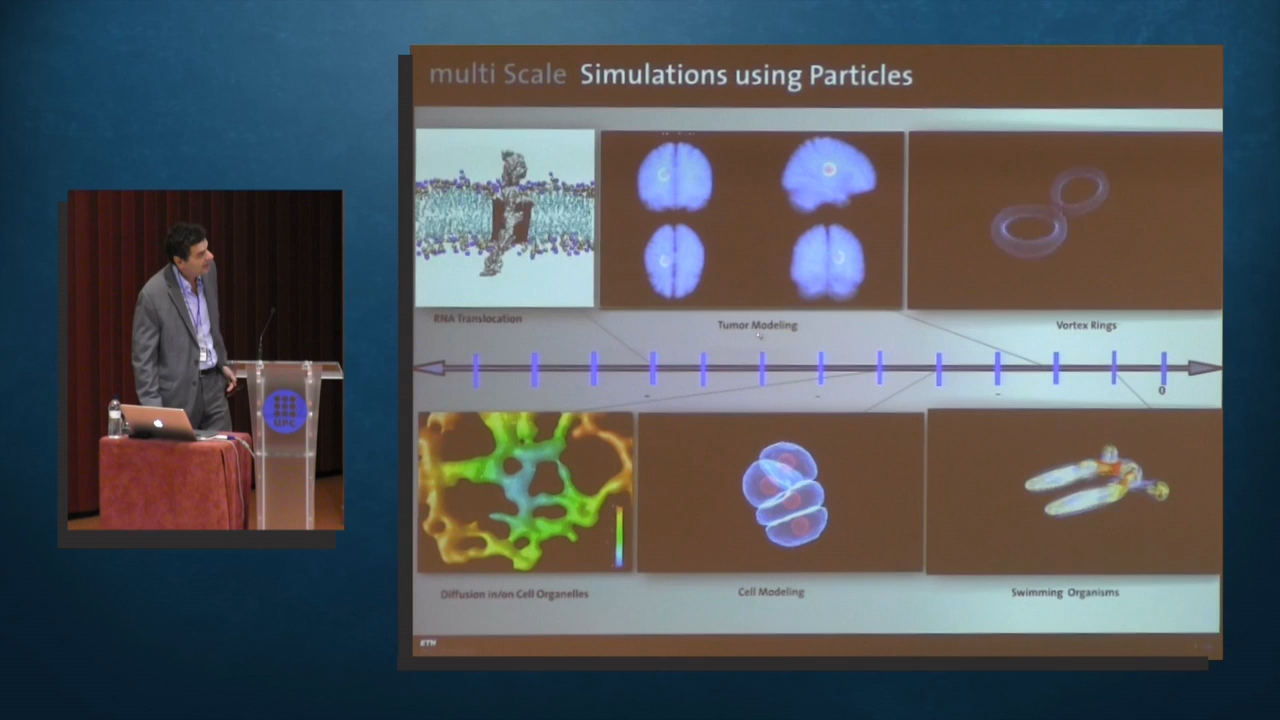 multi Scale Simulations using Particles
RNA Translocation
Tumor Modeling
Vortex Rings
0
Diffusion in/on Cell Organelles
Cell Modeling
Swimming Organisms
ETH
UPC